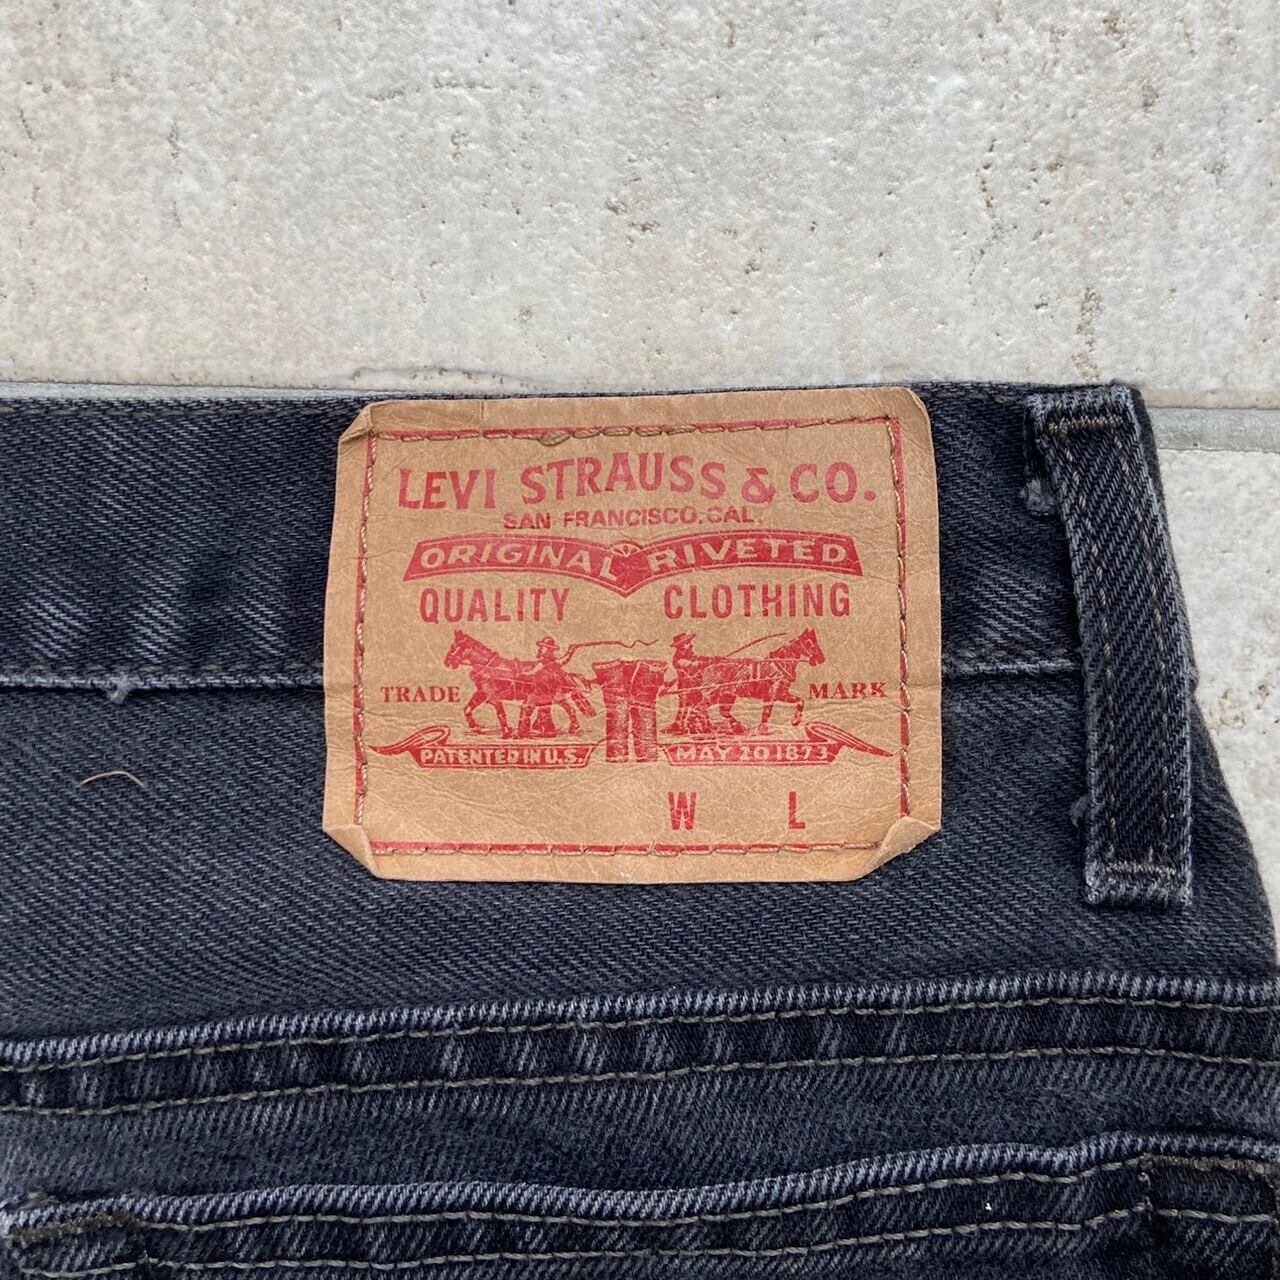 LEVI STRAUSS & CO.
SAN FRANCISCO, CAL.
ORIGINAL RIVETED
QUALITY CLOTHING
TRADE MARK
PATENTED IN U.S. MAY 20 1873
W L